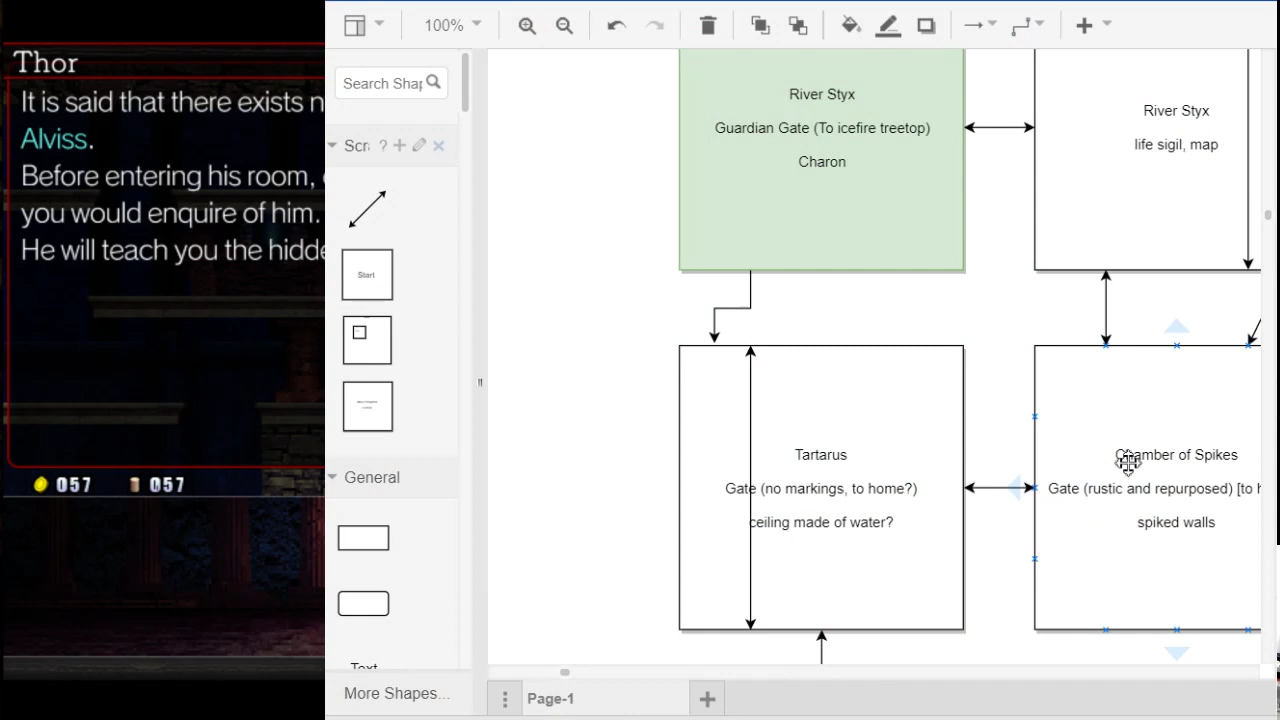 Thor
It is said that there exists
Alviss.
Before entering his room,
you would enquire of him.
He will teach you the
057
057
100%
Search
?
Start
General
Text
More Shapes...
River Styx
Guardian Gate (To icefire treetop)
Charon
River Styx
life sigil, map
Tartarus
Gate (no markings, to home?)
ceiling made of water?
Chamber of Spikes
Gate (rustic and repurposed) [to
spiked walls
Page-1